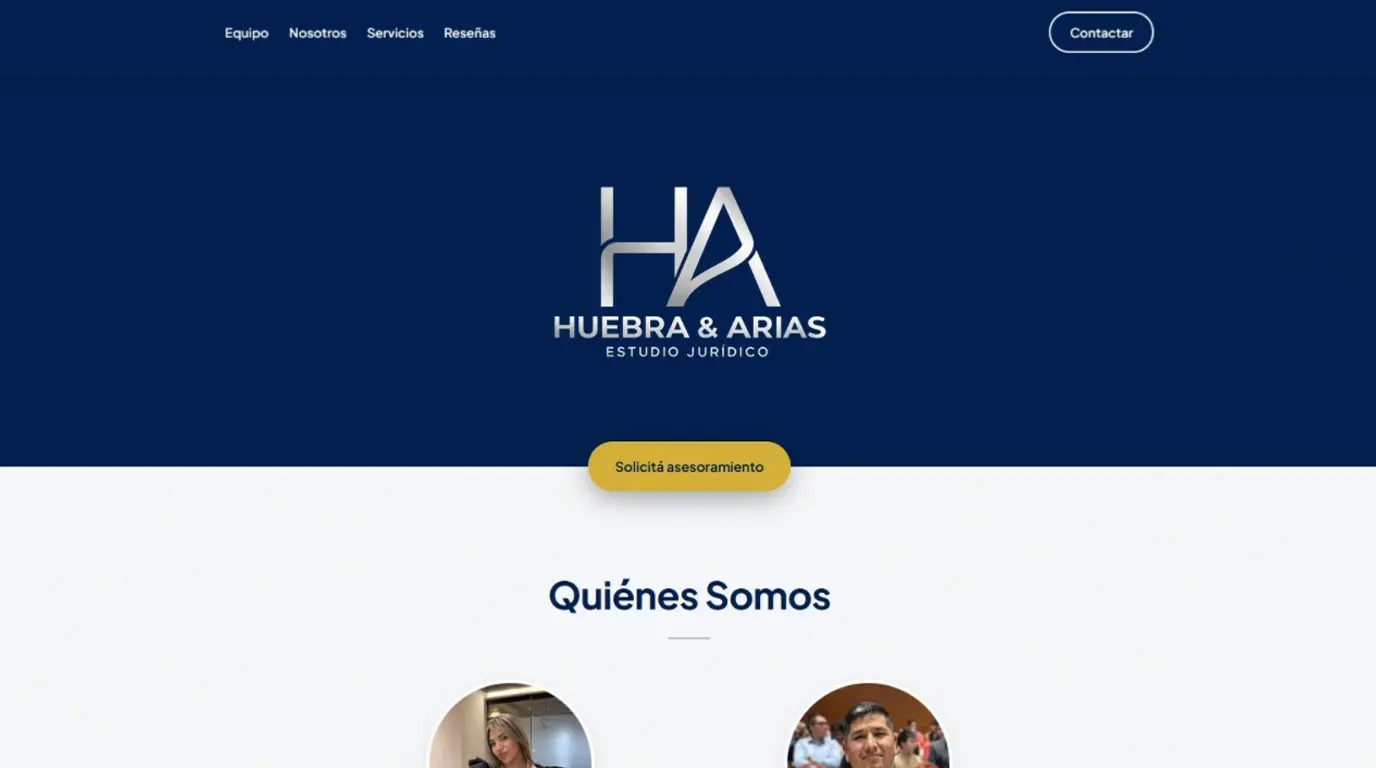 Equipo Nosotros Servicios Reseñas Contactar
HA
HUEBRA & ARIAS
ESTUDIO JURÍDICO
Solicitá asesoramiento
Quiénes Somos